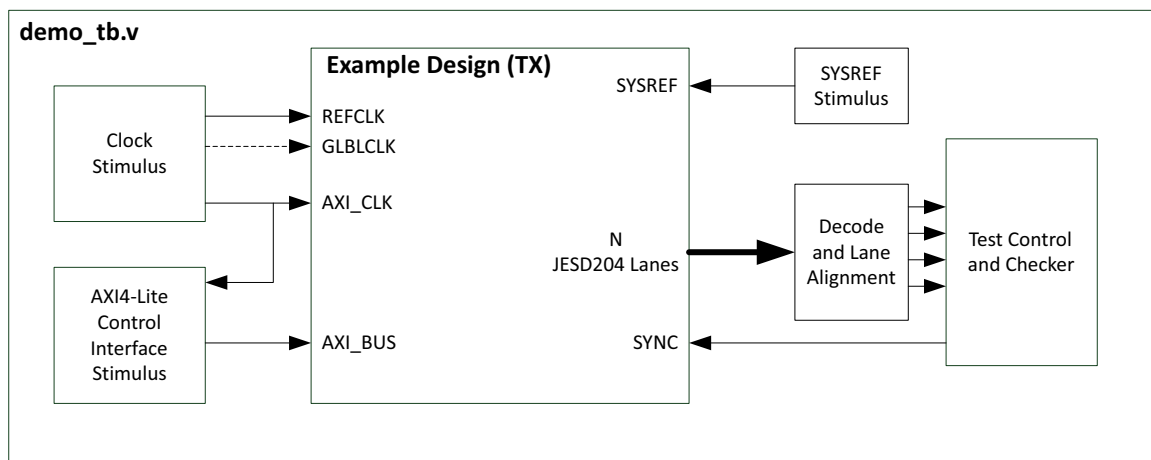 demo_tb.v
Example Design (TX)
Clock
Stimulus
REFCLK
GLBLCLK
AXI_CLK
SYSREF
SYSREF
Stimulus
N
JESD204 Lanes
Decode
and Lane
Alignment
Test Control
and Checker
AXI4-Lite
Control
Interface
Stimulus
AXI_BUS
SYNC